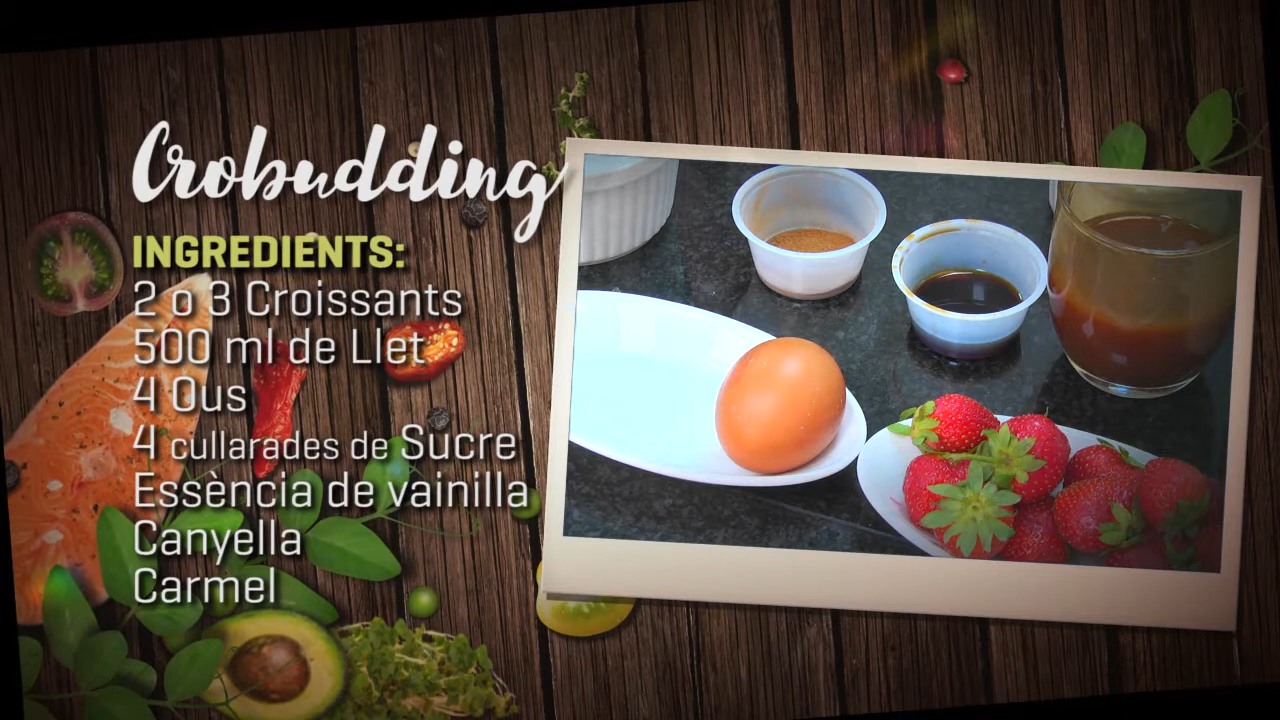 Crobudding
INGREDIENTS:
2 o 3 Croissants
500 ml de Llet
4 Ous
4 cullarades de Sucre
Essència de vainilla
Canyella
Carmel